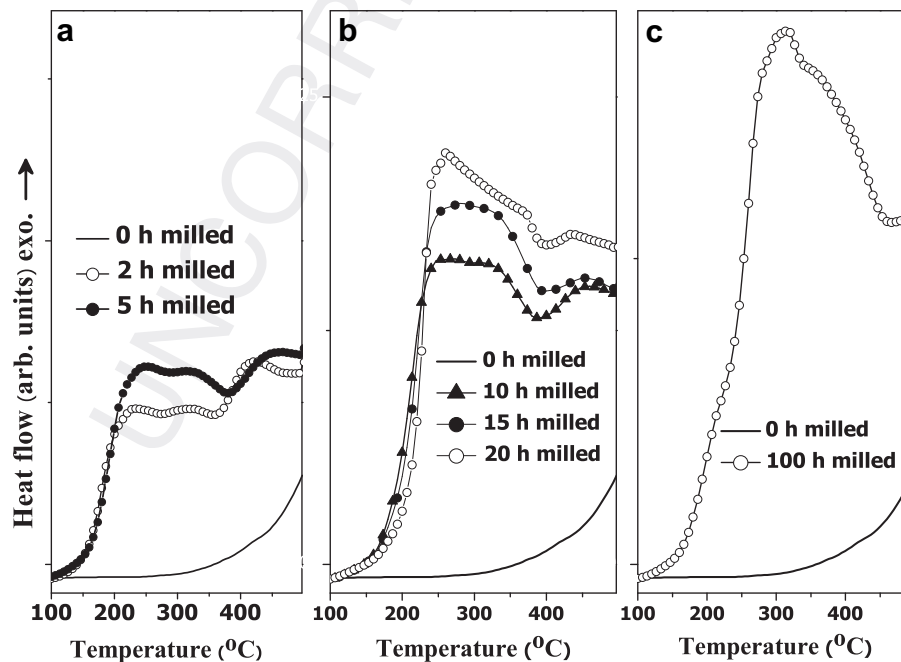 a
0 h milled
2 h milled
5 h milled
Heat flow (arb. units) exo.
100 200 300 400
Temperature (⁰C)
b
0 h milled
10 h milled
15 h milled
20 h milled
100 200 300 400
Temperature (⁰C)
c
0 h milled
100 h milled
100 200 300 400
Temperature (⁰C)
UNCORR